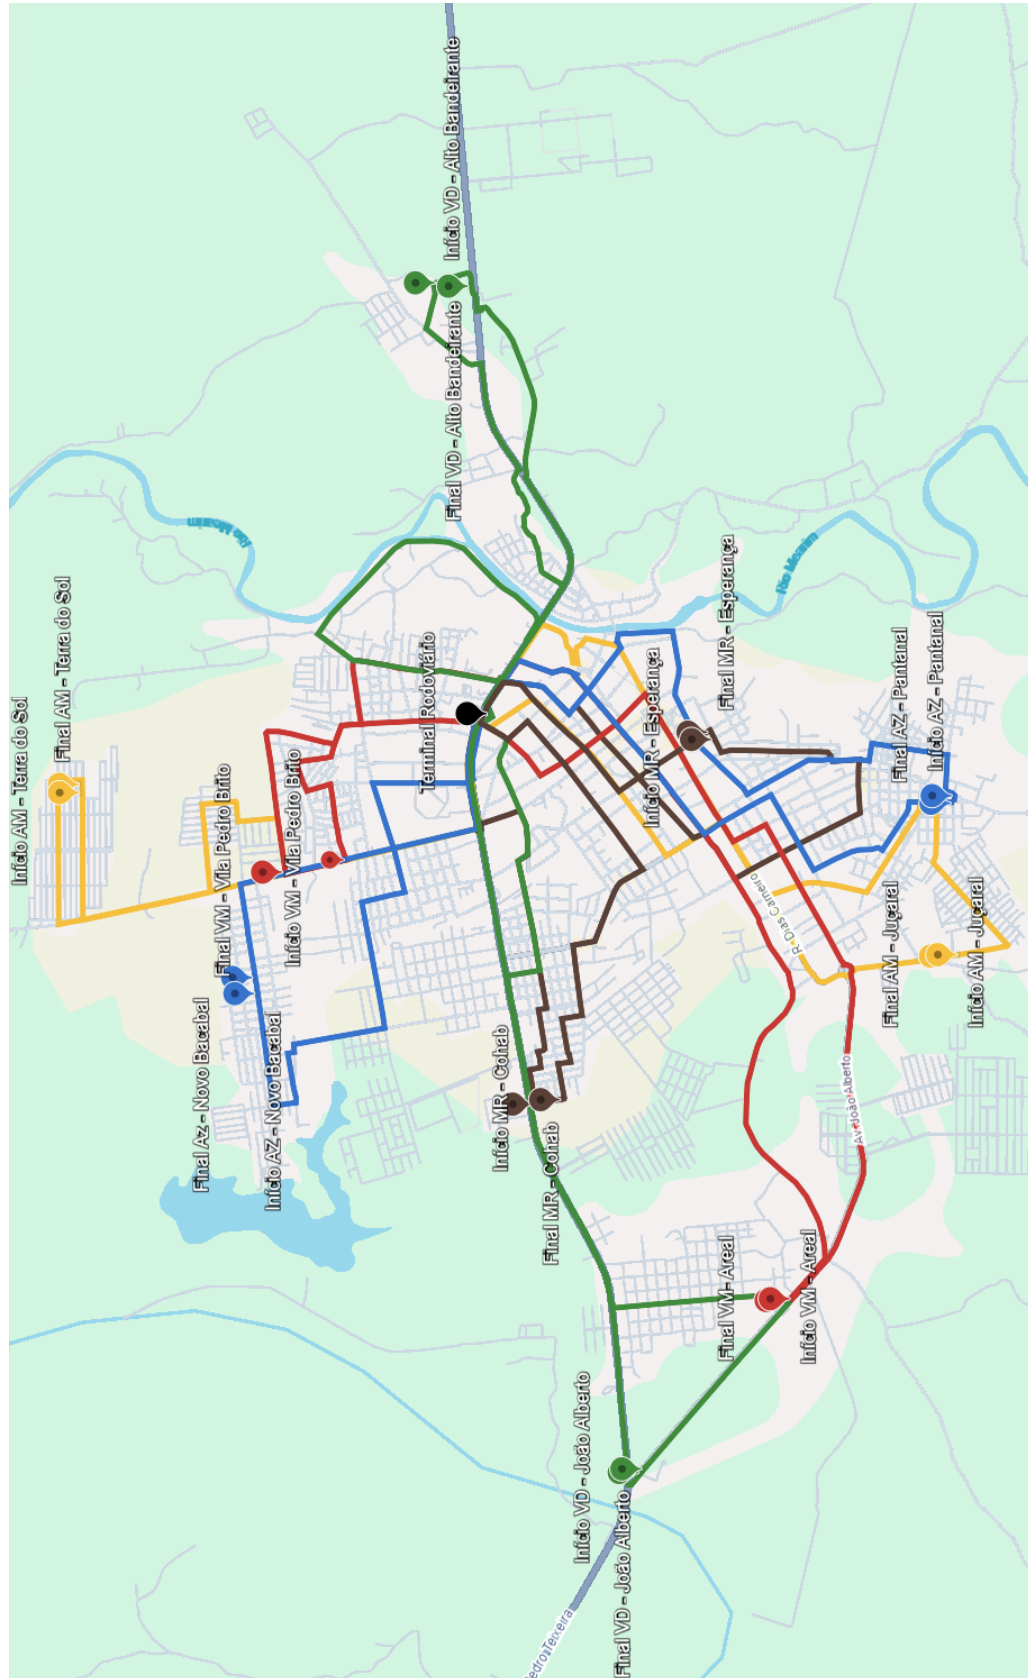 Início AM - Terra do Sol
Final AM - Terra do Sol
Final AZ - Novo Bacabal
Início AZ - Novo Bacabal
Final VM - Vila Pedro Brito
Início VM - Vila Pedro Brito
Rio Mearim
Terminal Rodoviário
Final VD - Alto Bandeirante
Início VD - Alto Bandeirante
Início MR - Cohab
Final MR - Cohab
Início VD - João Alberto
Final VD - João Alberto
Pedro Teixeira
Início MR - Esperança
Final MR - Esperança
Rio Mearim
R. Dias Carneiro
Av. João Alberto
Final VM- Areal
Início VM - Areal
Final AM - Juçaral
Início AM - Juçaral
Final AZ - Pantanal
Início AZ - Pantanal